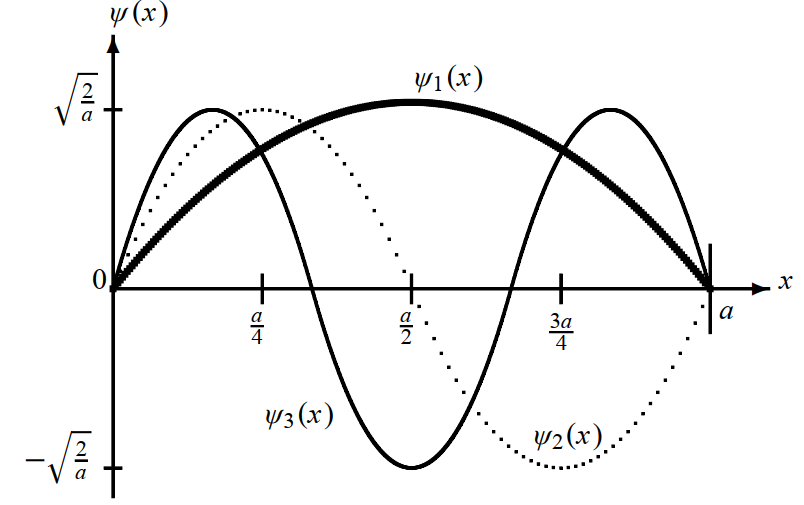 ψ(x)
ψ₁(x)
√(2/a)
0
x
a/4
a/2
3a/4
a
ψ₃(x)
ψ₂(x)
−√(2/a)